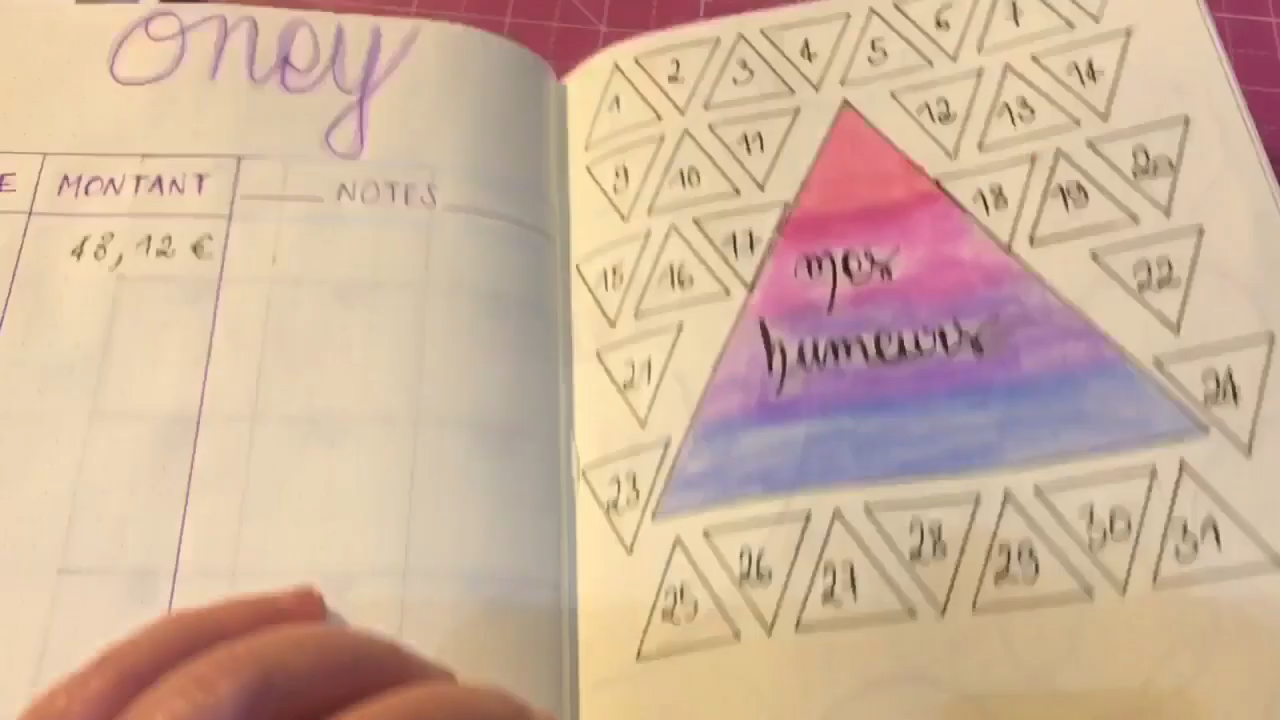 oney
E MONTANT NOTES
48,12 €
1 2 3 4 5 6 7
9 10 11 12 13 14
15 16 17 18 19 20
21 22
23 24
25 26 27 28 29 30 31
mes
humeurs